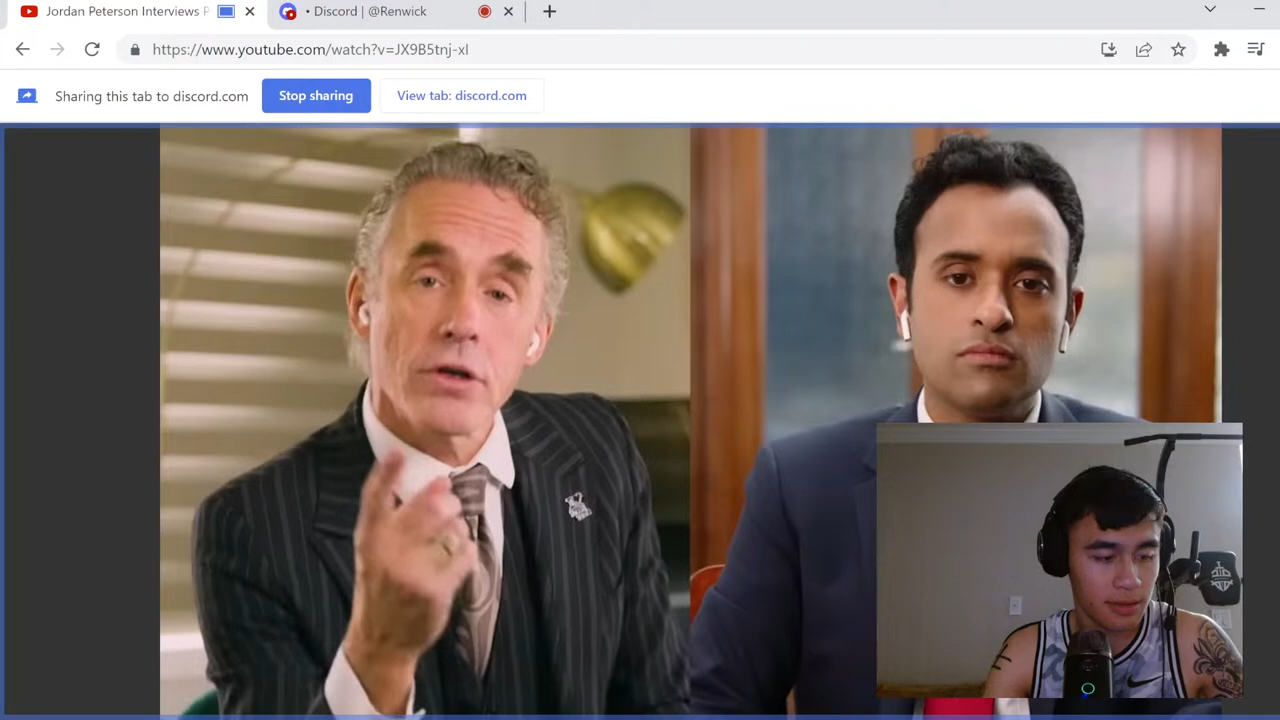 Jordan Peterson Interviews P
• Discord | @Renwick
https://www.youtube.com/watch?v=JX9B5tnj-xI
Sharing this tab to discord.com
Stop sharing
View tab: discord.com